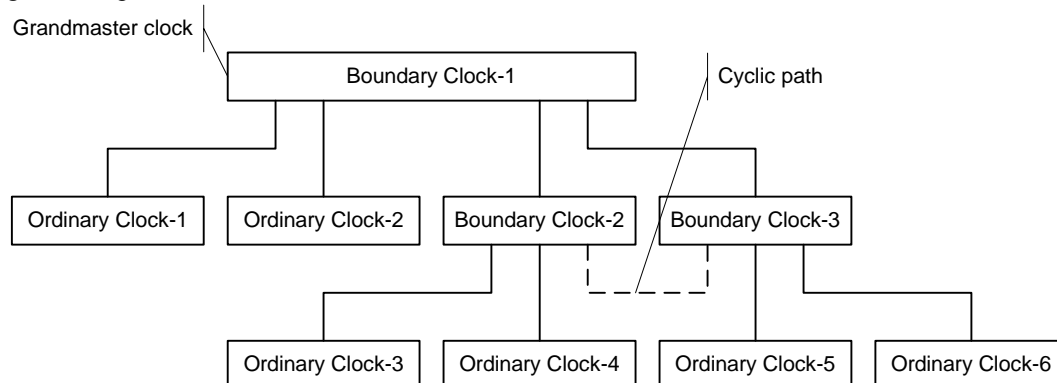 Grandmaster clock
Boundary Clock-1
Cyclic path
Ordinary Clock-1
Ordinary Clock-2
Boundary Clock-2
Boundary Clock-3
Ordinary Clock-3
Ordinary Clock-4
Ordinary Clock-5
Ordinary Clock-6